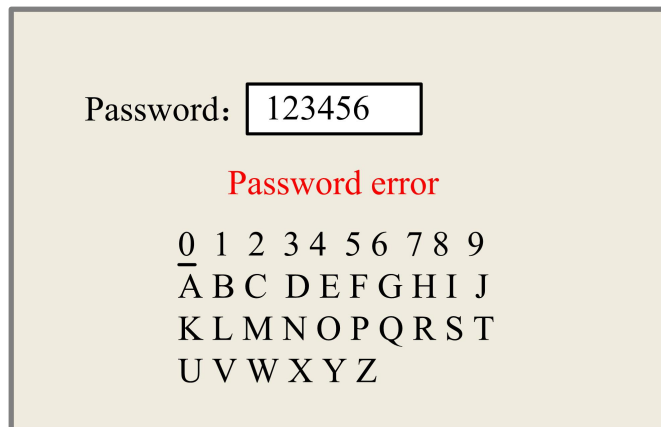 Password： 123456
Password error
0 1 2 3 4 5 6 7 8 9
A B C D E F G H I J
K L M N O P Q R S T
U V W X Y Z